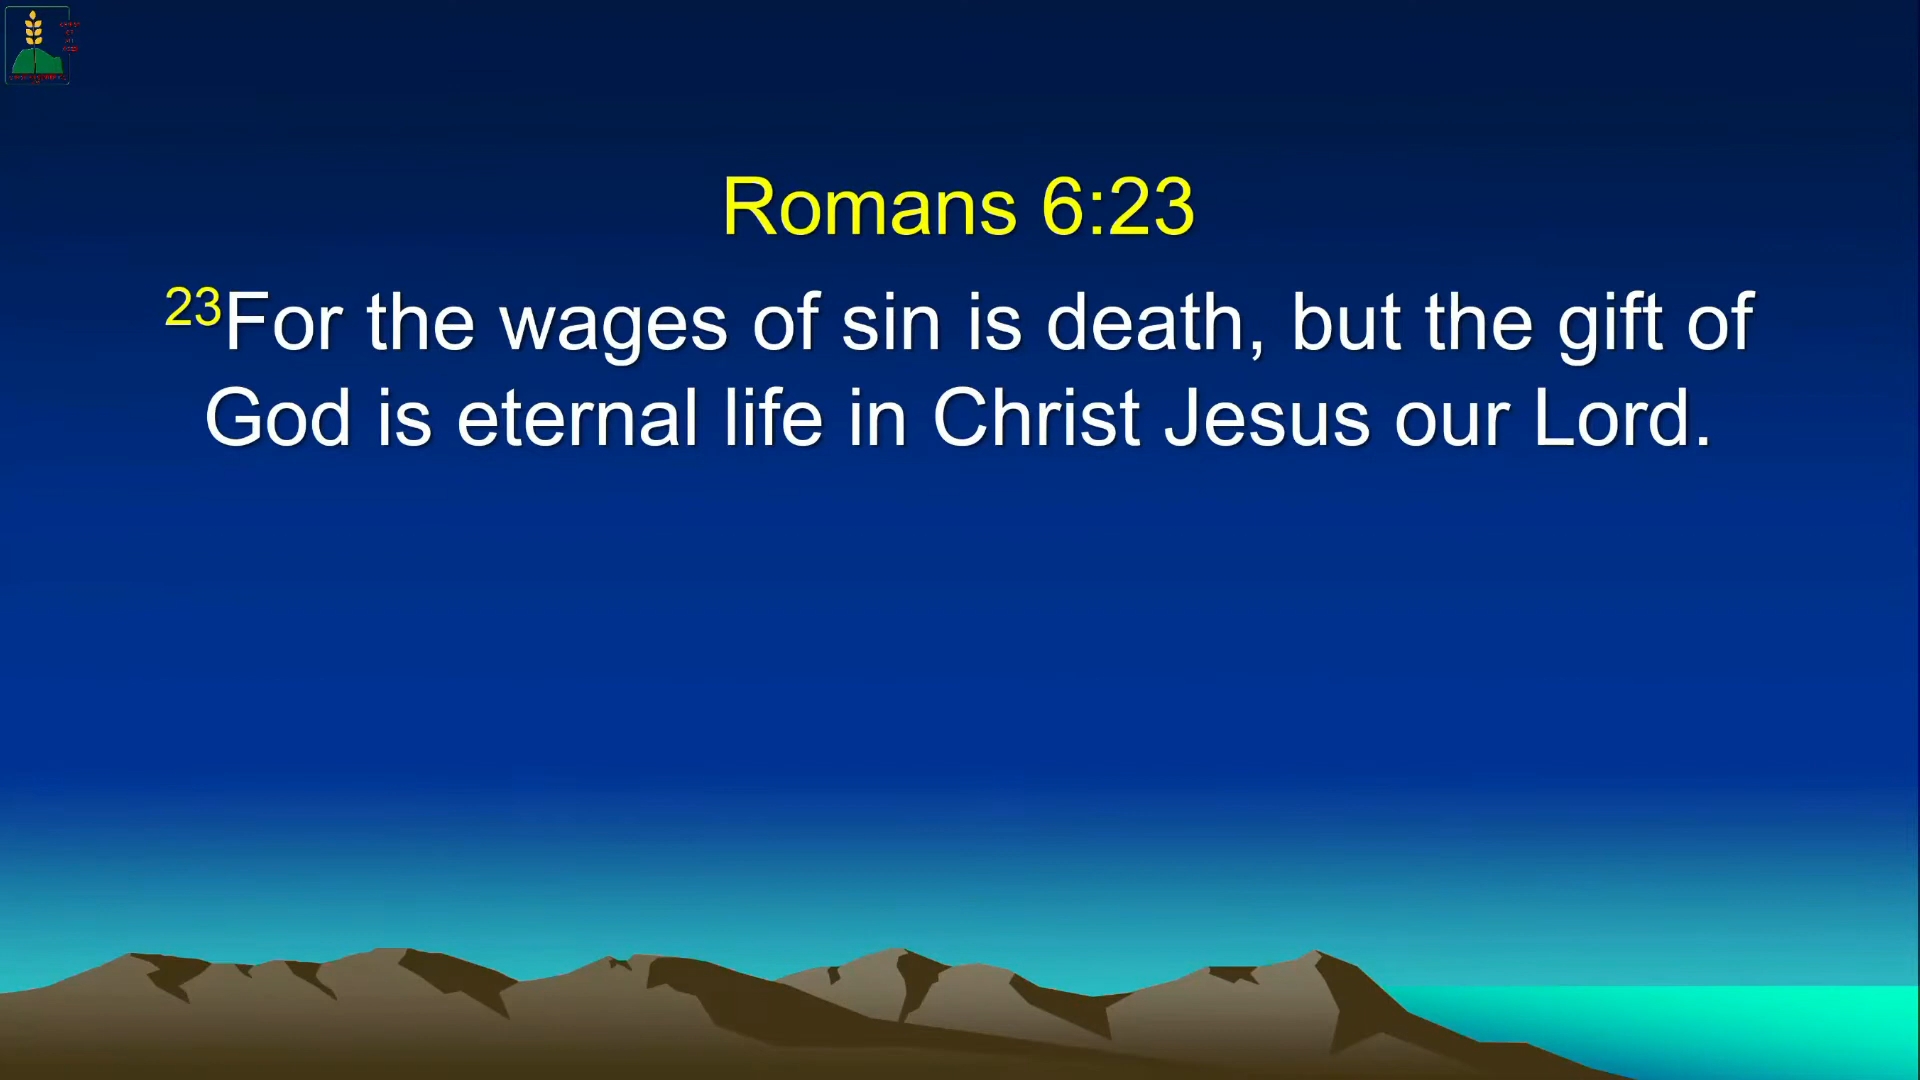 Romans 6:23
23For the wages of sin is death, but the gift of
God is eternal life in Christ Jesus our Lord.